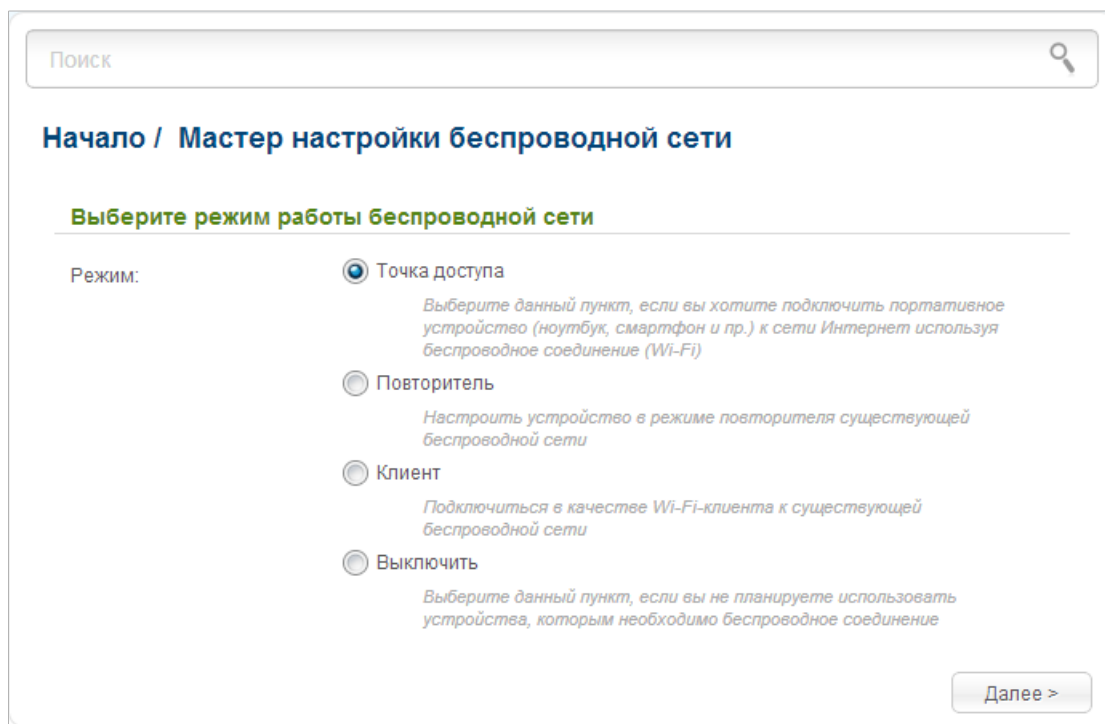 Поиск
Начало / Мастер настройки беспроводной сети
Выберите режим работы беспроводной сети
Режим:
Точка доступа
Выберите данный пункт, если вы хотите подключить портативное
устройство (ноутбук, смартфон и пр.) к сети Интернет используя
беспроводное соединение (Wi-Fi)
Повторитель
Настроить устройство в режиме повторителя существующей
беспроводной сети
Клиент
Подключиться в качестве Wi-Fi-клиента к существующей
беспроводной сети
Выключить
Выберите данный пункт, если вы не планируете использовать
устройства, которым необходимо беспроводное соединение
Далее >